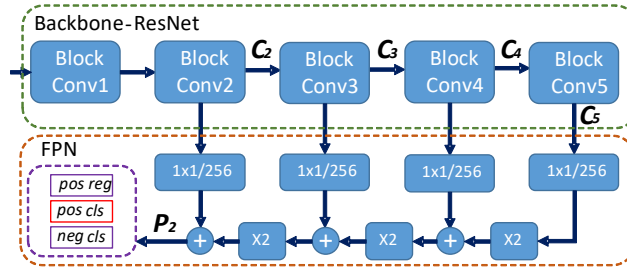 Backbone-ResNet
Block Conv1
Block Conv2
C2
Block Conv3
C3
Block Conv4
C4
Block Conv5
C5
FPN
1x1/256
1x1/256
1x1/256
1x1/256
pos reg
pos cls
neg cls
P2
+
X2
+
X2
+
X2